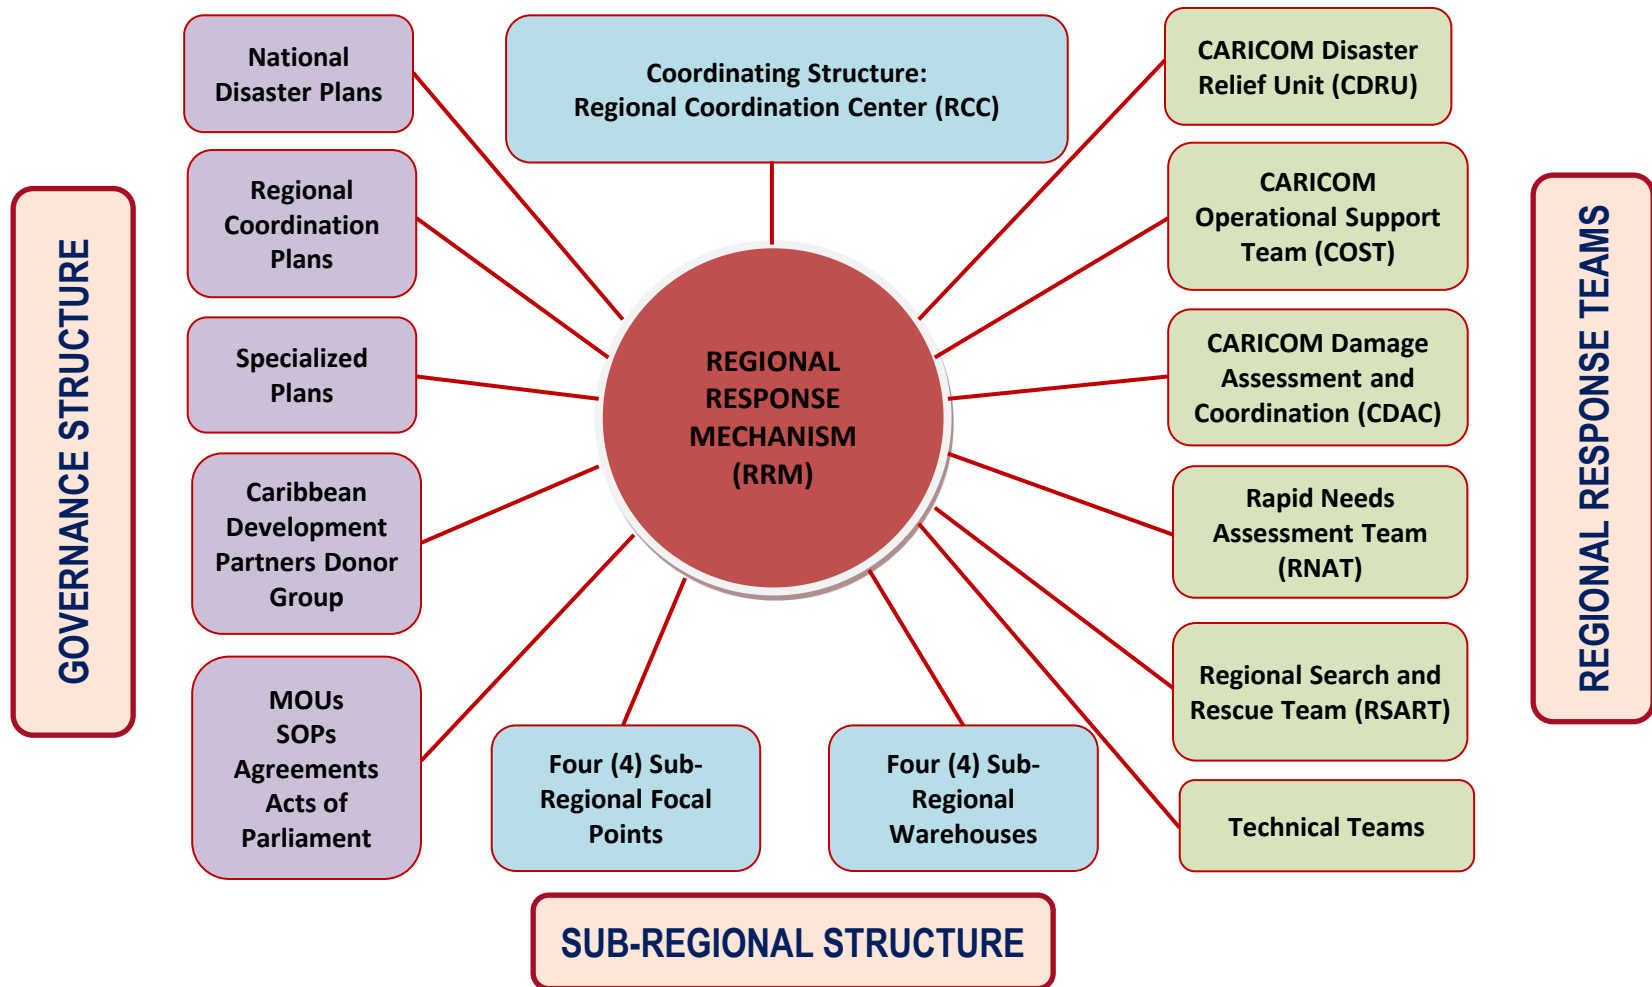 GOVERNANCE STRUCTURE
National
Disaster Plans
Regional
Coordination
Plans
Specialized
Plans
Caribbean
Development
Partners Donor
Group
MOUs
SOPs
Agreements
Acts of
Parliament
Coordinating Structure:
Regional Coordination Center (RCC)
REGIONAL
RESPONSE
MECHANISM
(RRM)
Four (4) Sub-
Regional Focal
Points
Four (4) Sub-
Regional
Warehouses
SUB-REGIONAL STRUCTURE
CARICOM Disaster
Relief Unit (CDRU)
CARICOM
Operational Support
Team (COST)
CARICOM Damage
Assessment and
Coordination (CDAC)
Rapid Needs
Assessment Team
(RNAT)
Regional Search and
Rescue Team (RSART)
Technical Teams
REGIONAL RESPONSE TEAMS